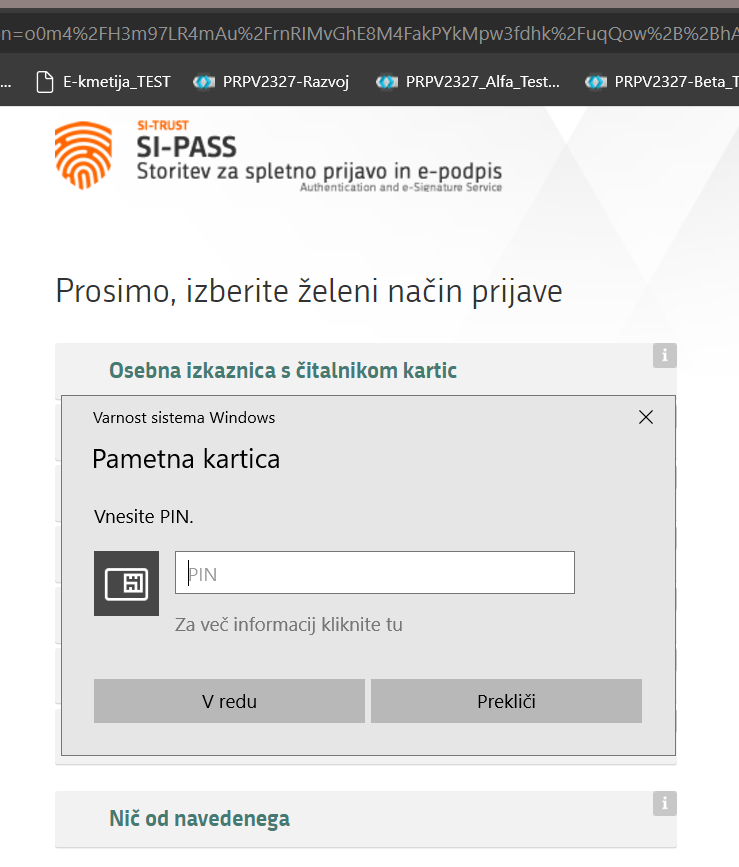 n=o0m4%2FH3m97LR4mAu%2FrnRIMvGhE8M4FakPYkMpw3fdhk%2FuqQow%2B%2BhA
... E-kmetija_TEST PRPV2327-Razvoj PRPV2327_Alfa_Test... PRPV2327-Beta_T
SI-TRUST
SI-PASS
Storitev za spletno prijavo in e-podpis
Authentication and e-Signature Service
Prosimo, izberite želeni način prijave
Osebna izkaznica s čitalnikom kartic
Varnost sistema Windows
Pametna kartica
Vnesite PIN.
PIN
Za več informacij kliknite tu
V redu Prekliči
Nič od navedenega